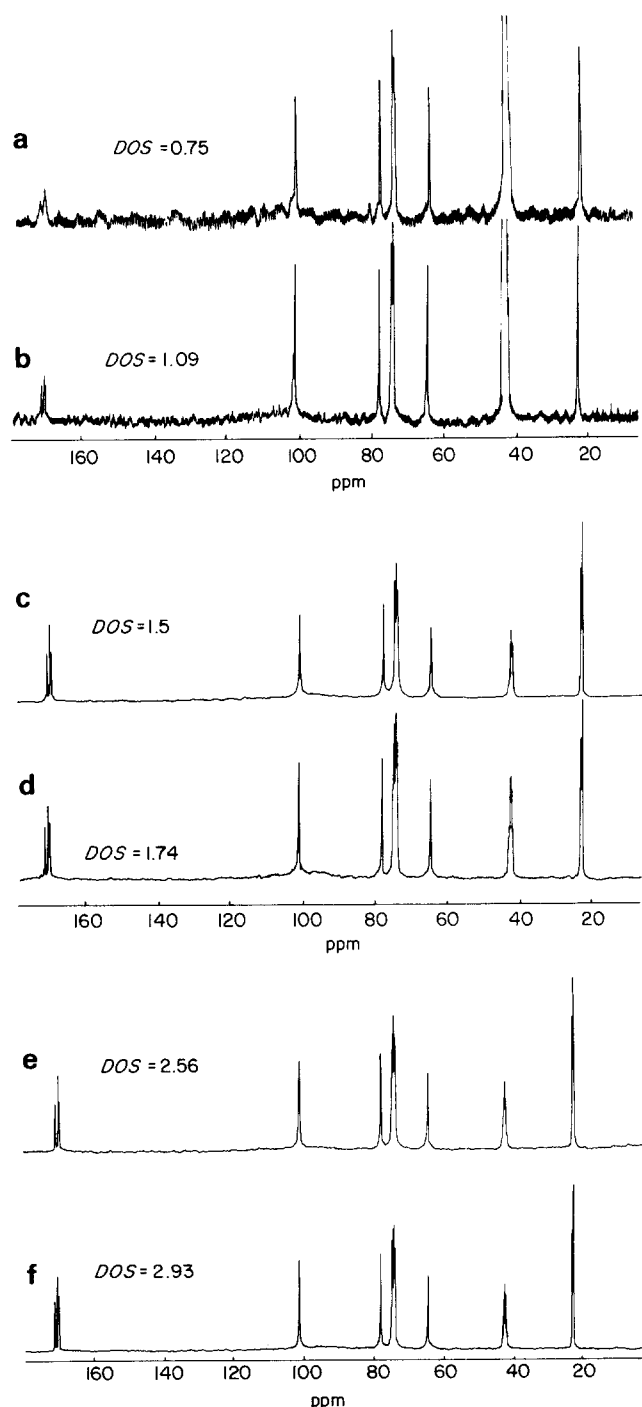 a
DOS = 0.75
b
DOS = 1.09
160 140 120 100 80 60 40 20
ppm
c
DOS = 1.5
d
DOS = 1.74
160 140 120 100 80 60 40 20
ppm
e
DOS = 2.56
f
DOS = 2.93
160 140 120 100 80 60 40 20
ppm